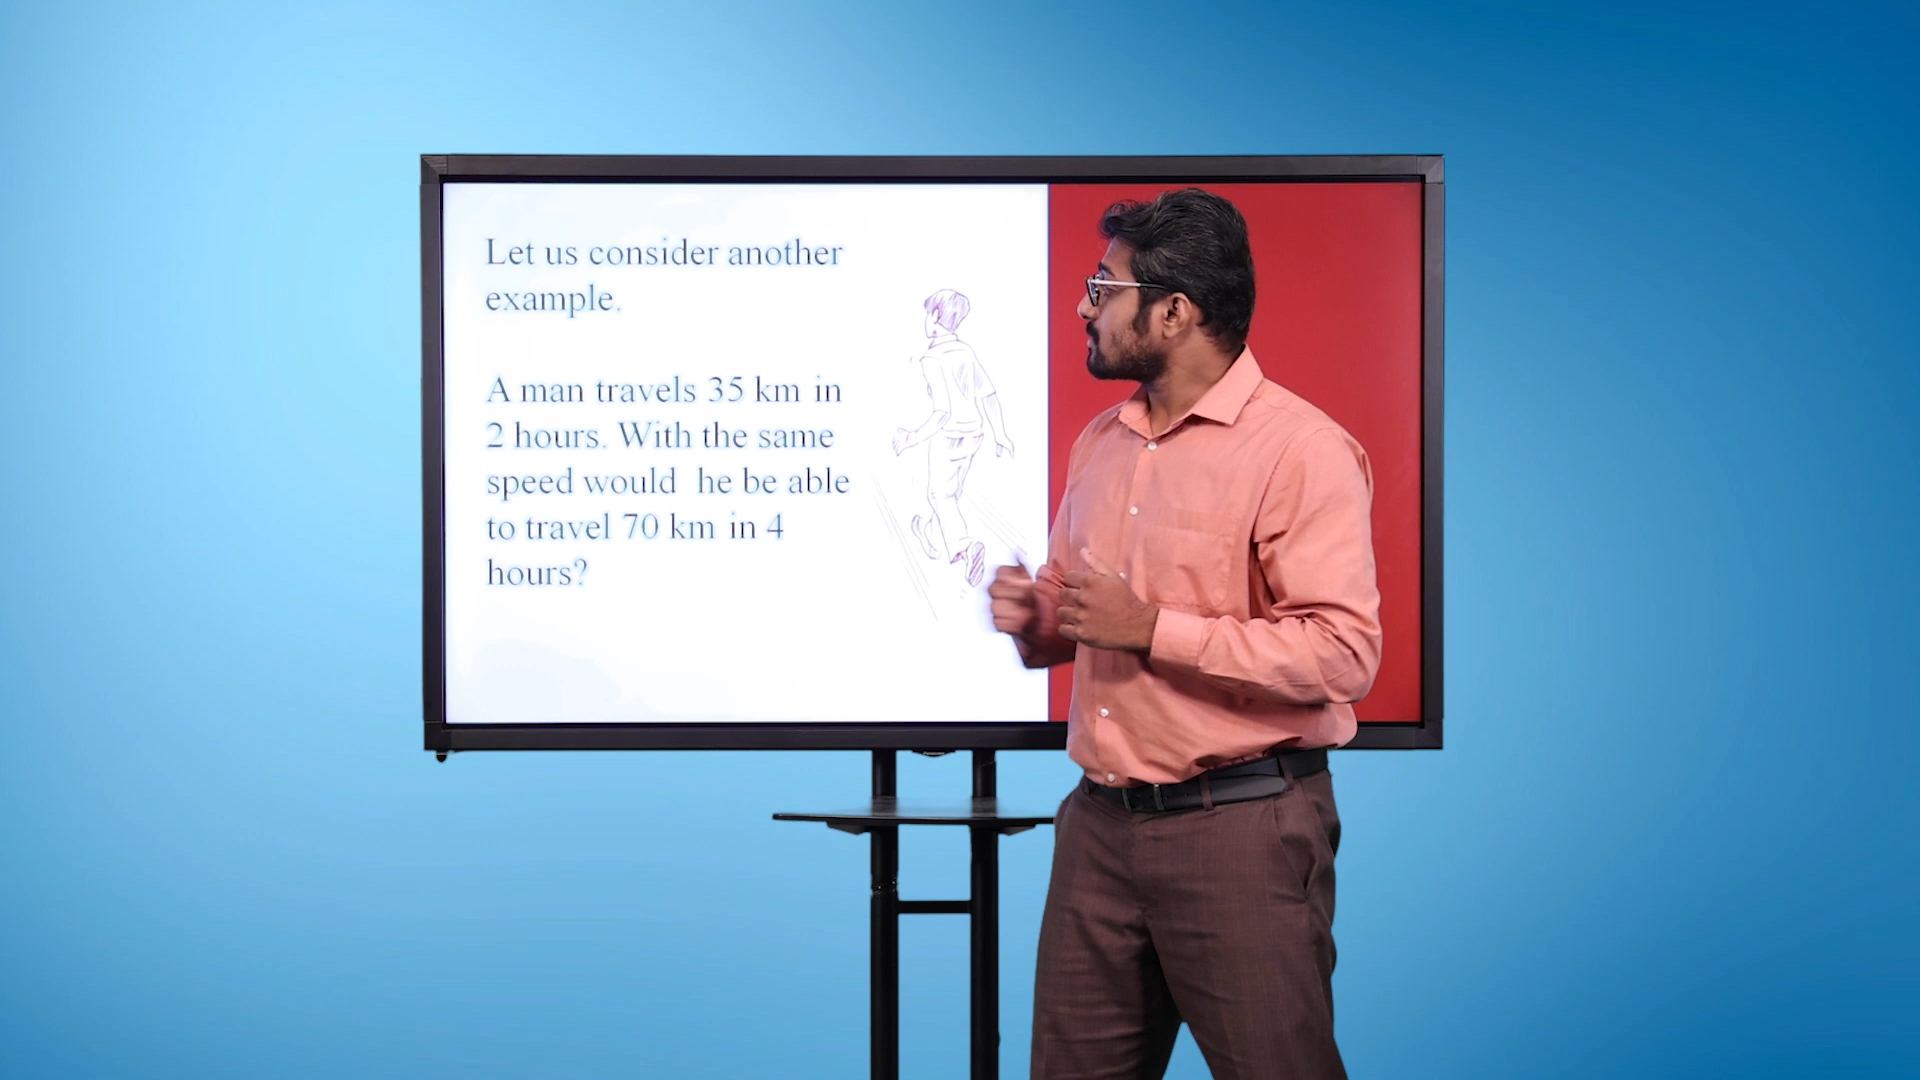 Let us consider another
example.
A man travels 35 km in
2 hours. With the same
speed would he be able
to travel 70 km in 4
hours?